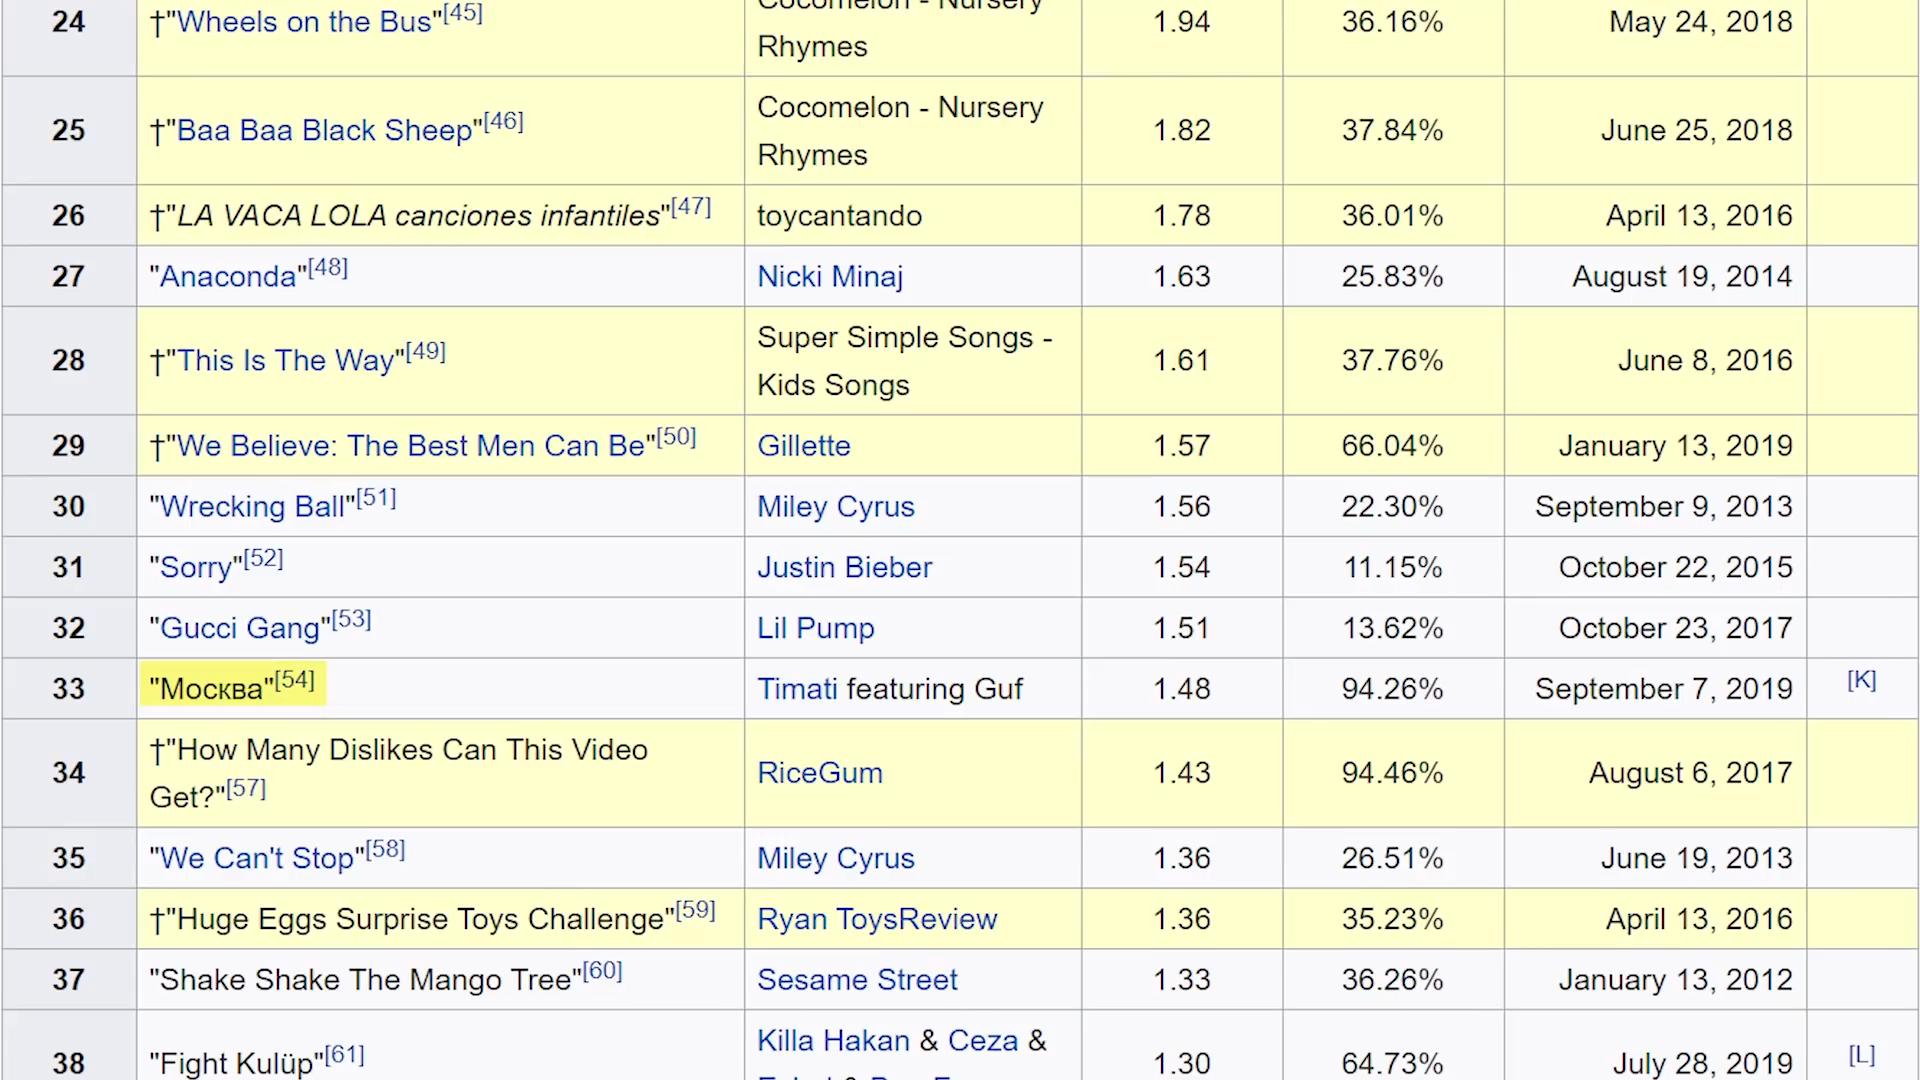 24 †"Wheels on the Bus"[45] Cocomelon - Nursery Rhymes 1.94 36.16% May 24, 2018
25 †"Baa Baa Black Sheep"[46] Cocomelon - Nursery Rhymes 1.82 37.84% June 25, 2018
26 †"LA VACA LOLA canciones infantiles"[47] toycantando 1.78 36.01% April 13, 2016
27 "Anaconda"[48] Nicki Minaj 1.63 25.83% August 19, 2014
28 †"This Is The Way"[49] Super Simple Songs - Kids Songs 1.61 37.76% June 8, 2016
29 †"We Believe: The Best Men Can Be"[50] Gillette 1.57 66.04% January 13, 2019
30 "Wrecking Ball"[51] Miley Cyrus 1.56 22.30% September 9, 2013
31 "Sorry"[52] Justin Bieber 1.54 11.15% October 22, 2015
32 "Gucci Gang"[53] Lil Pump 1.51 13.62% October 23, 2017
33 "Москва"[54] Timati featuring Guf 1.48 94.26% September 7, 2019 [K]
34 †"How Many Dislikes Can This Video Get?"[57] RiceGum 1.43 94.46% August 6, 2017
35 "We Can't Stop"[58] Miley Cyrus 1.36 26.51% June 19, 2013
36 †"Huge Eggs Surprise Toys Challenge"[59] Ryan ToysReview 1.36 35.23% April 13, 2016
37 "Shake Shake The Mango Tree"[60] Sesame Street 1.33 36.26% January 13, 2012
38 "Fight Kulüp"[61] Killa Hakan & Ceza & 1.30 64.73% July 28, 2019 [L]